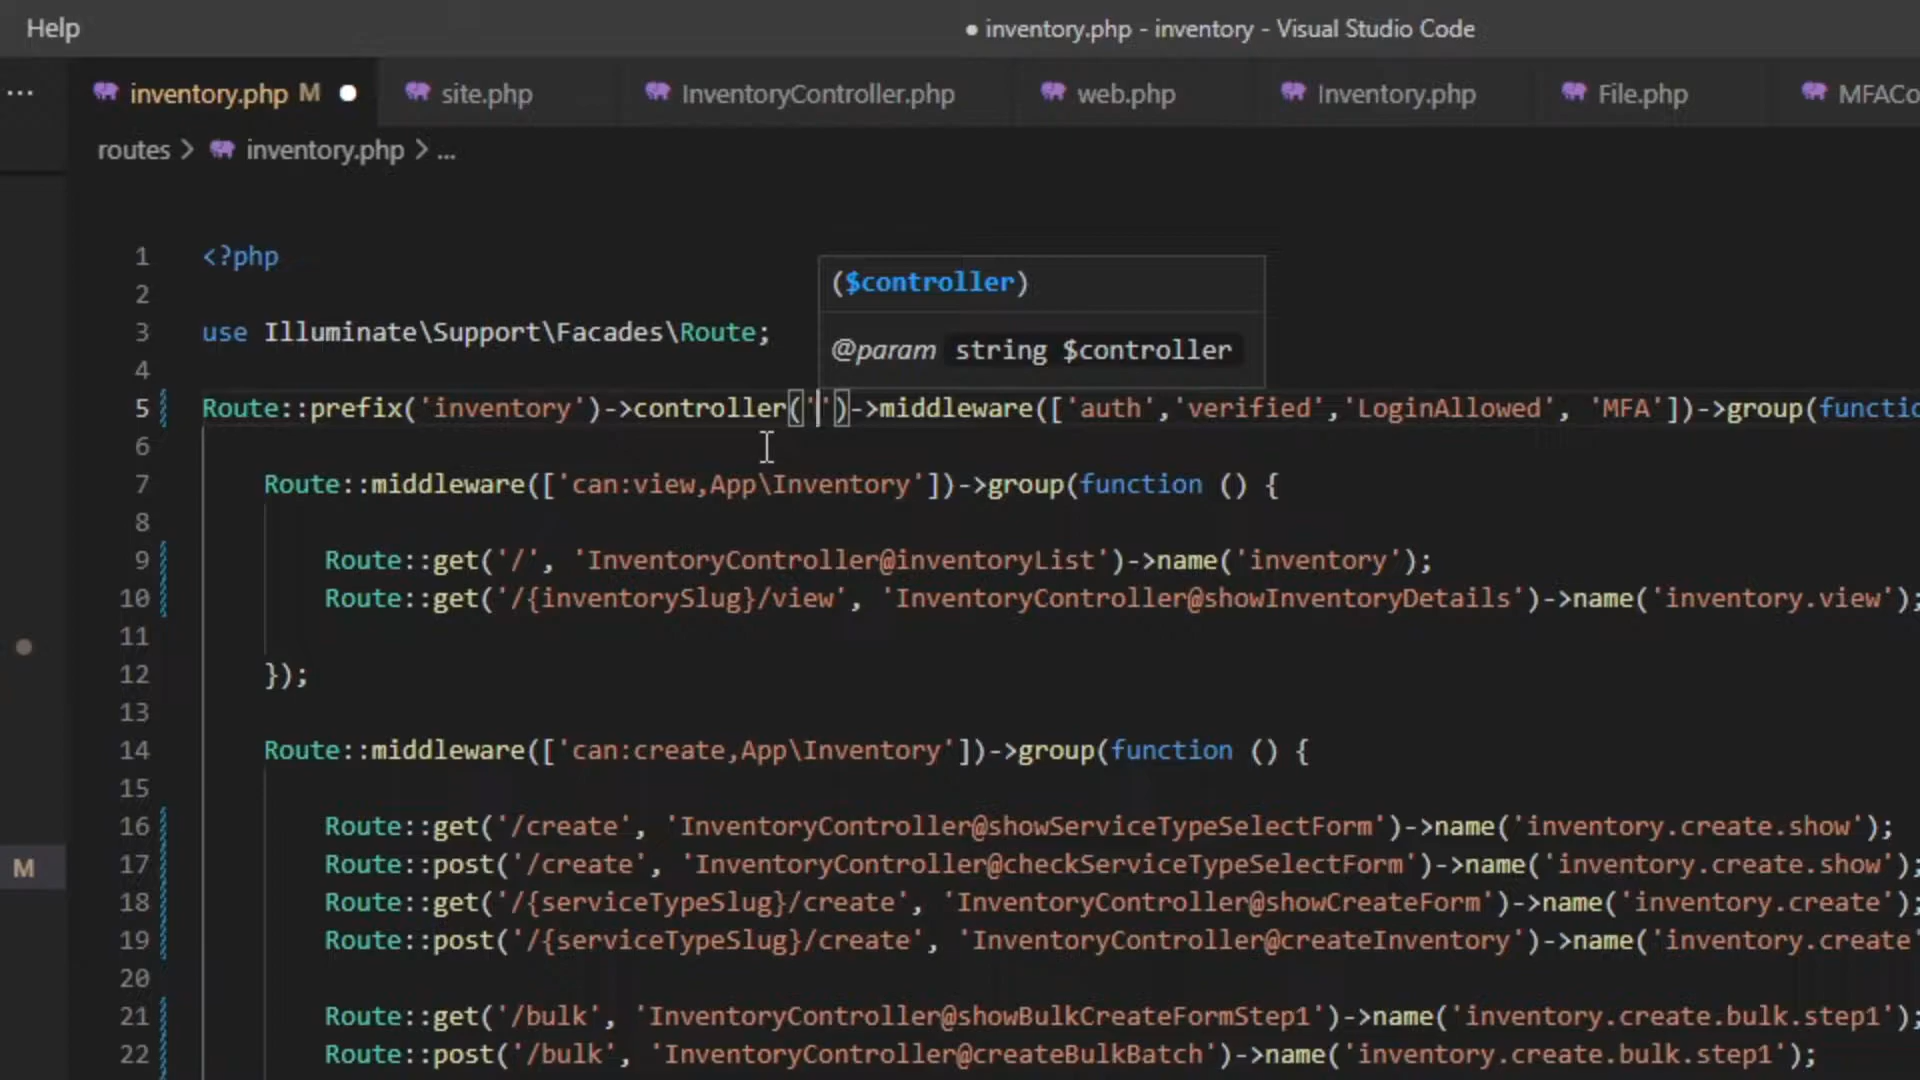 Help
● inventory.php - inventory - Visual Studio Code
... inventory.php M ● site.php InventoryController.php web.php Inventory.php File.php MFACo
routes > inventory.php > ...
1 <?php
2
($controller)
3 use Illuminate\Support\Facades\Route;
@param string $controller
4
5 Route::prefix('inventory')->controller('')->middleware(['auth','verified','LoginAllowed', 'MFA'])->group(functio
6
7 Route::middleware(['can:view,App\Inventory'])->group(function () {
8
9 Route::get('/', 'InventoryController@inventoryList')->name('inventory');
10 Route::get('/{inventorySlug}/view', 'InventoryController@showInventoryDetails')->name('inventory.view');
11
12 });
13
14 Route::middleware(['can:create,App\Inventory'])->group(function () {
15
16 Route::get('/create', 'InventoryController@showServiceTypeSelectForm')->name('inventory.create.show');
17 Route::post('/create', 'InventoryController@checkServiceTypeSelectForm')->name('inventory.create.show');
M
18 Route::get('/{serviceTypeSlug}/create', 'InventoryController@showCreateForm')->name('inventory.create');
19 Route::post('/{serviceTypeSlug}/create', 'InventoryController@createInventory')->name('inventory.create'
20
21 Route::get('/bulk', 'InventoryController@showBulkCreateFormStep1')->name('inventory.create.bulk.step1');
22 Route::post('/bulk', 'InventoryController@createBulkBatch')->name('inventory.create.bulk.step1');